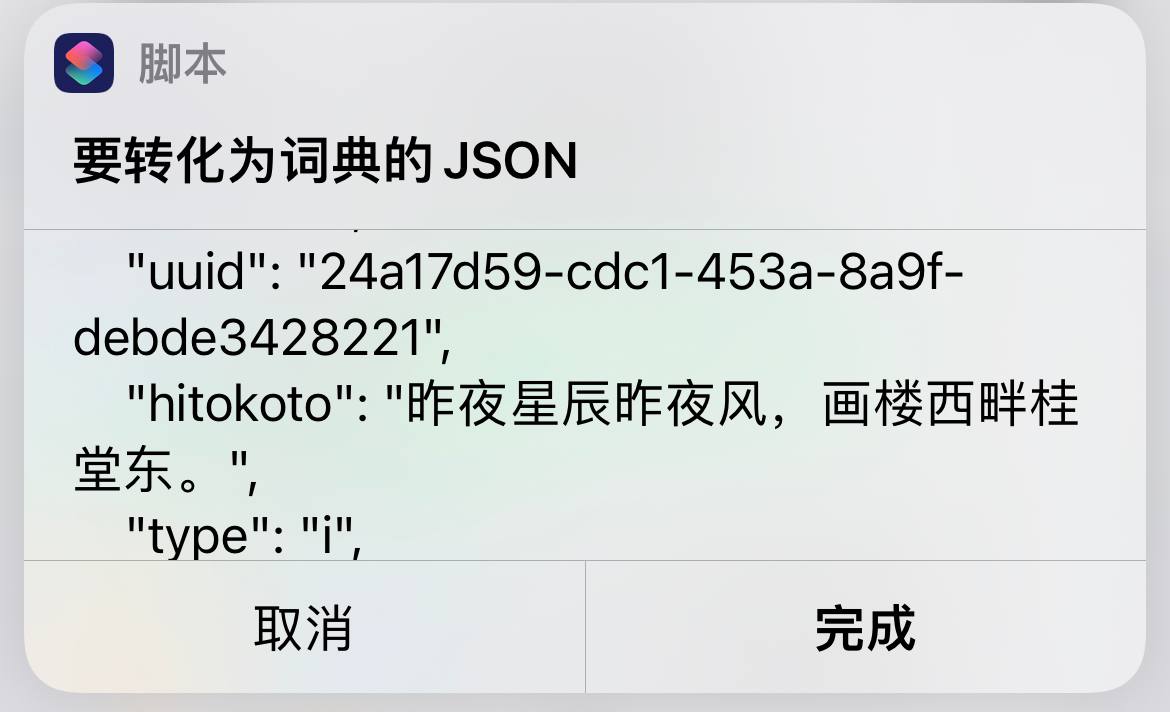 脚本
要转化为词典的 JSON
"uuid": "24a17d59-cdc1-453a-8a9f-
debde3428221",
"hitokoto": "昨夜星辰昨夜风，画楼西畔桂
堂东。",
"type": "i",
取消
完成